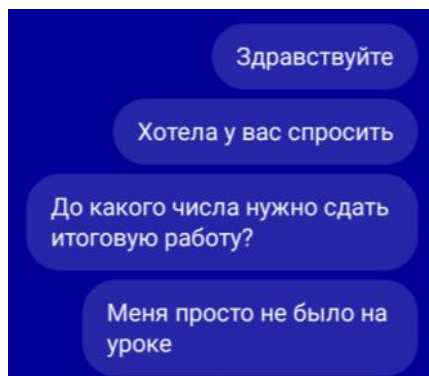 Здравствуйте
Хотела у вас спросить
До какого числа нужно сдать
итоговую работу?
Меня просто не было на
уроке